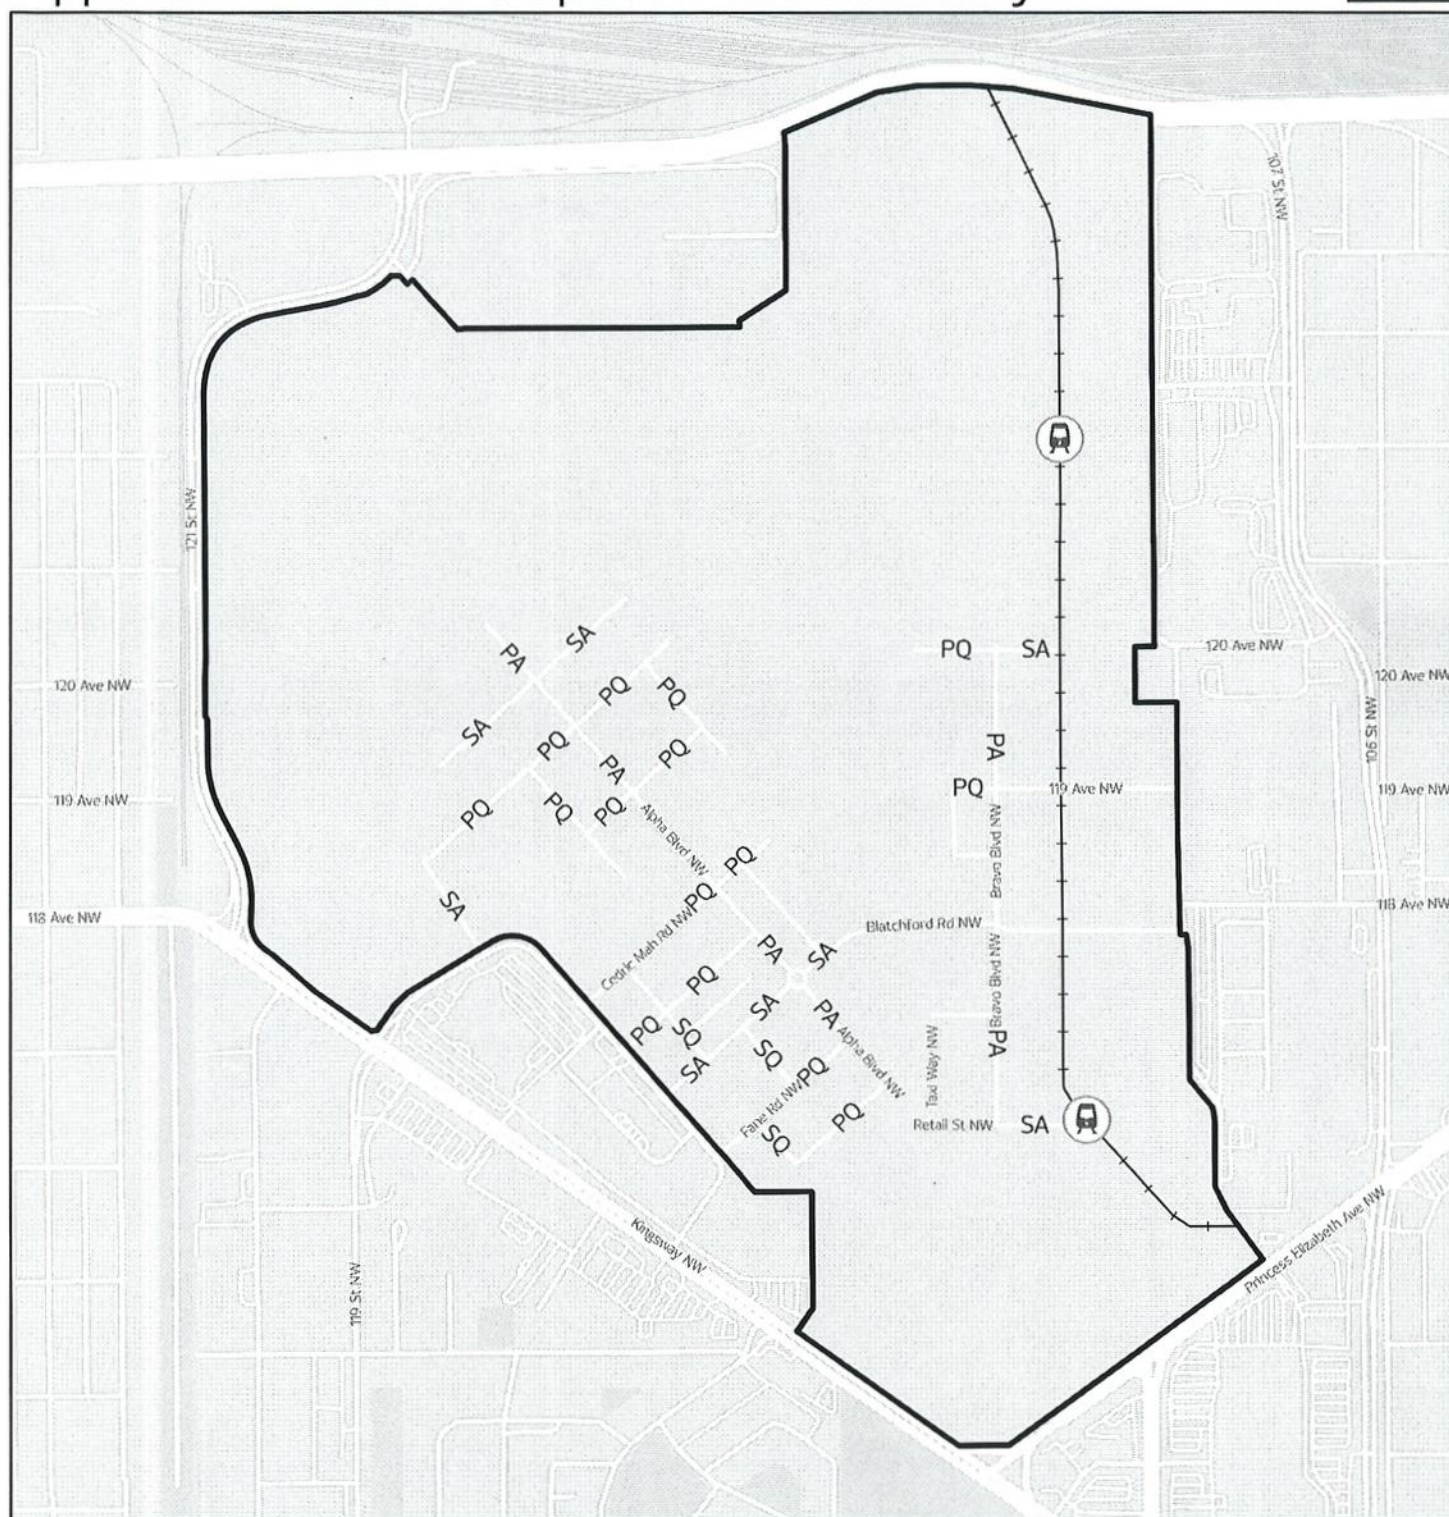 107 St NW
121 St NW
PA
SA
PQ
SA
120 Ave NW
120 Ave NW
120 Ave NW
PQ
PQ
SA
PQ
106 St NW
PA
PQ
PA
PQ
119 Ave NW
119 Ave NW
119 Ave NW
PQ
PQ
PQ
Alpha Blvd NW
Bravo Blvd NW
PQ
PQ
SA
118 Ave NW
118 Ave NW
Blatchford Rd NW
Cedric Mah Rd NW
PA
SA
PQ
Bravo Blvd NW
SA
PA
PQ
SQ
Alpha Blvd NW
PA
SQ
PQ
SA
Taxi Way NW
Fane Rd NW
PQ
SQ
Retail St NW
SA
Kingsway NW
Princess Elizabeth Ave NW
119 St NW